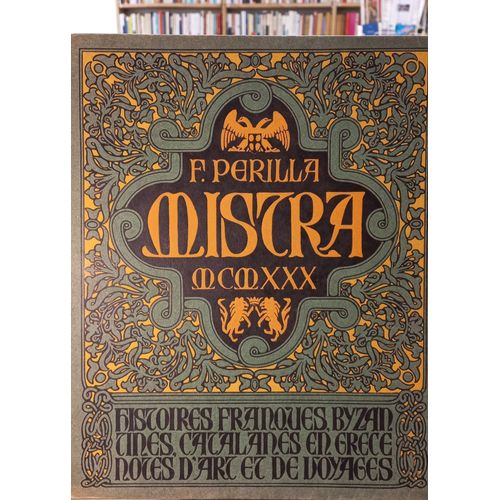 F. PERILLA
MISTRA
MCMXXX
HISTOIRES FRANQUES, BYZAN
TINES, CATALANES EN GRECE
NOTES D'ART ET DE VOYAGES